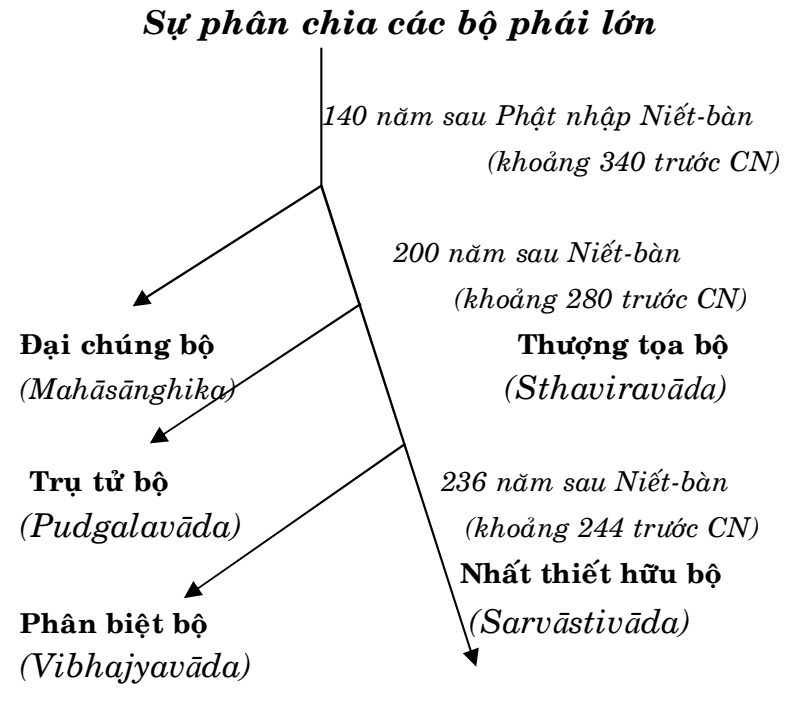 Sự phân chia các bộ phái lớn
140 năm sau Phật nhập Niết-bàn
(khoảng 340 trước CN)
200 năm sau Niết-bàn
(khoảng 280 trước CN)
Đại chúng bộ
(Mahāsānghika)
Thượng tọa bộ
(Sthaviravāda)
Trụ tử bộ
(Pudgalavāda)
236 năm sau Niết-bàn
(khoảng 244 trước CN)
Nhất thiết hữu bộ
(Sarvāstivāda)
Phân biệt bộ
(Vibhajyavāda)